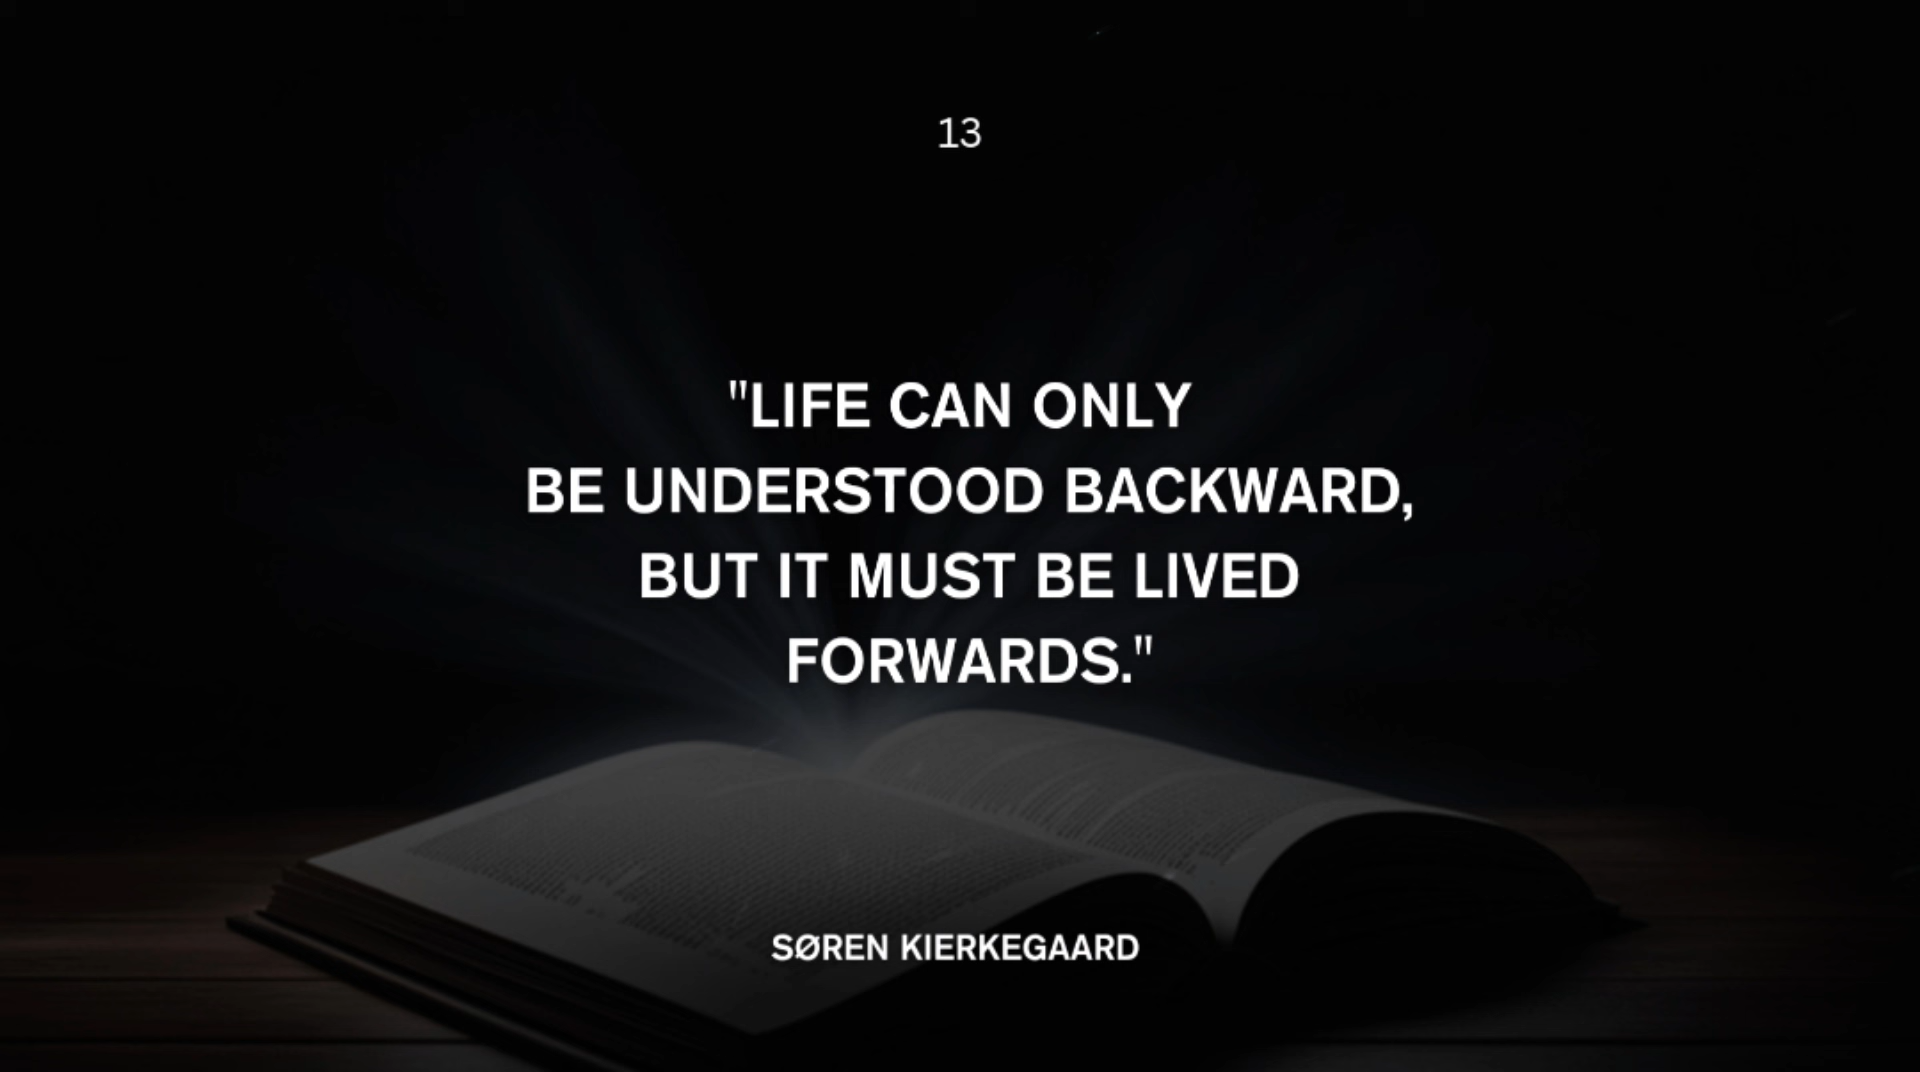 13
"LIFE CAN ONLY
BE UNDERSTOOD BACKWARD,
BUT IT MUST BE LIVED
FORWARDS."
SØREN KIERKEGAARD